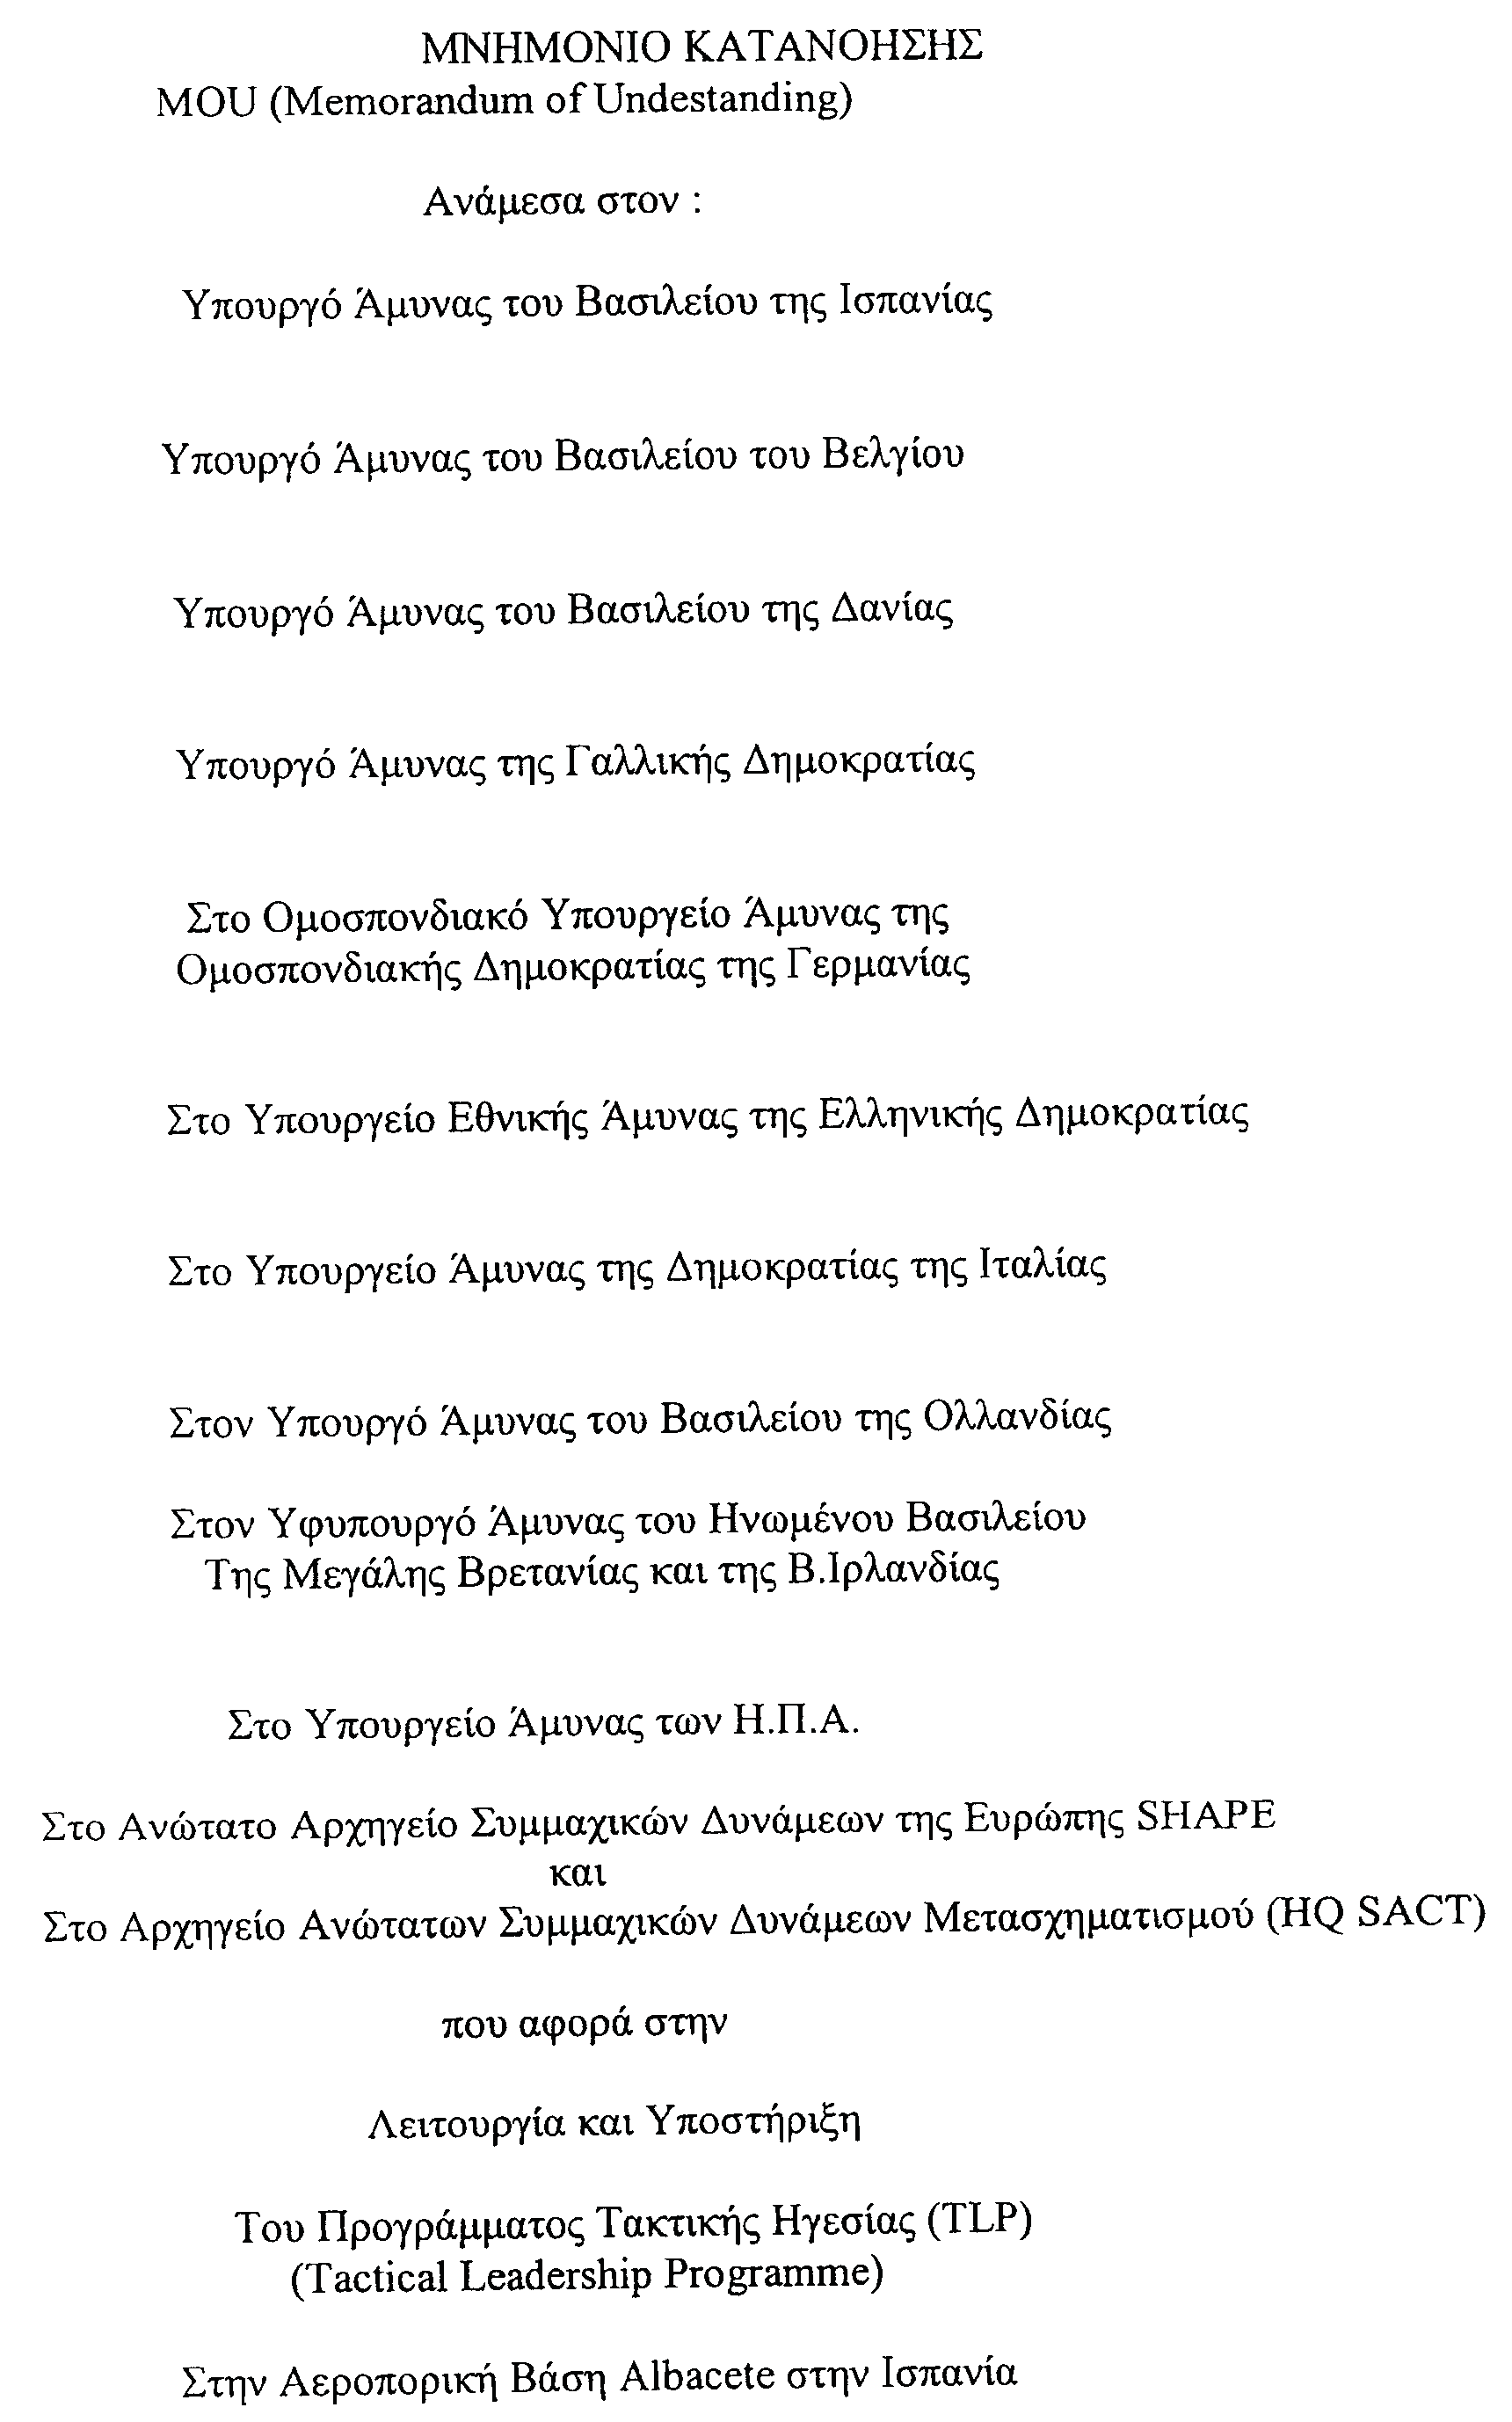 ΜΝΗΜΟΝΙΟ ΚΑΤΑΝΟΗΣΗΣ
MOU (Memorandum of Undestanding)
Ανάμεσα στον :
Υπουργό Άμυνας του Βασιλείου της Ισπανίας
Υπουργό Άμυνας του Βασιλείου του Βελγίου
Υπουργό Άμυνας του Βασιλείου της Δανίας
Υπουργό Άμυνας της Γαλλικής Δημοκρατίας
Στο Ομοσπονδιακό Υπουργείο Άμυνας της
Ομοσπονδιακής Δημοκρατίας της Γερμανίας
Στο Υπουργείο Εθνικής Άμυνας της Ελληνικής Δημοκρατίας
Στο Υπουργείο Άμυνας της Δημοκρατίας της Ιταλίας
Στον Υπουργό Άμυνας του Βασιλείου της Ολλανδίας
Στον Υφυπουργό Άμυνας του Ηνωμένου Βασιλείου
Της Μεγάλης Βρετανίας και της Β.Ιρλανδίας
Στο Υπουργείο Άμυνας των Η.Π.Α.
Στο Ανώτατο Αρχηγείο Συμμαχικών Δυνάμεων της Ευρώπης SHAPE
και
Στο Αρχηγείο Ανώτατων Συμμαχικών Δυνάμεων Μετασχηματισμού (HQ SACT)
που αφορά στην
Λειτουργία και Υποστήριξη
Του Προγράμματος Τακτικής Ηγεσίας (TLP)
(Tactical Leadership Programme)
Στην Αεροπορική Βάση Albacete στην Ισπανία